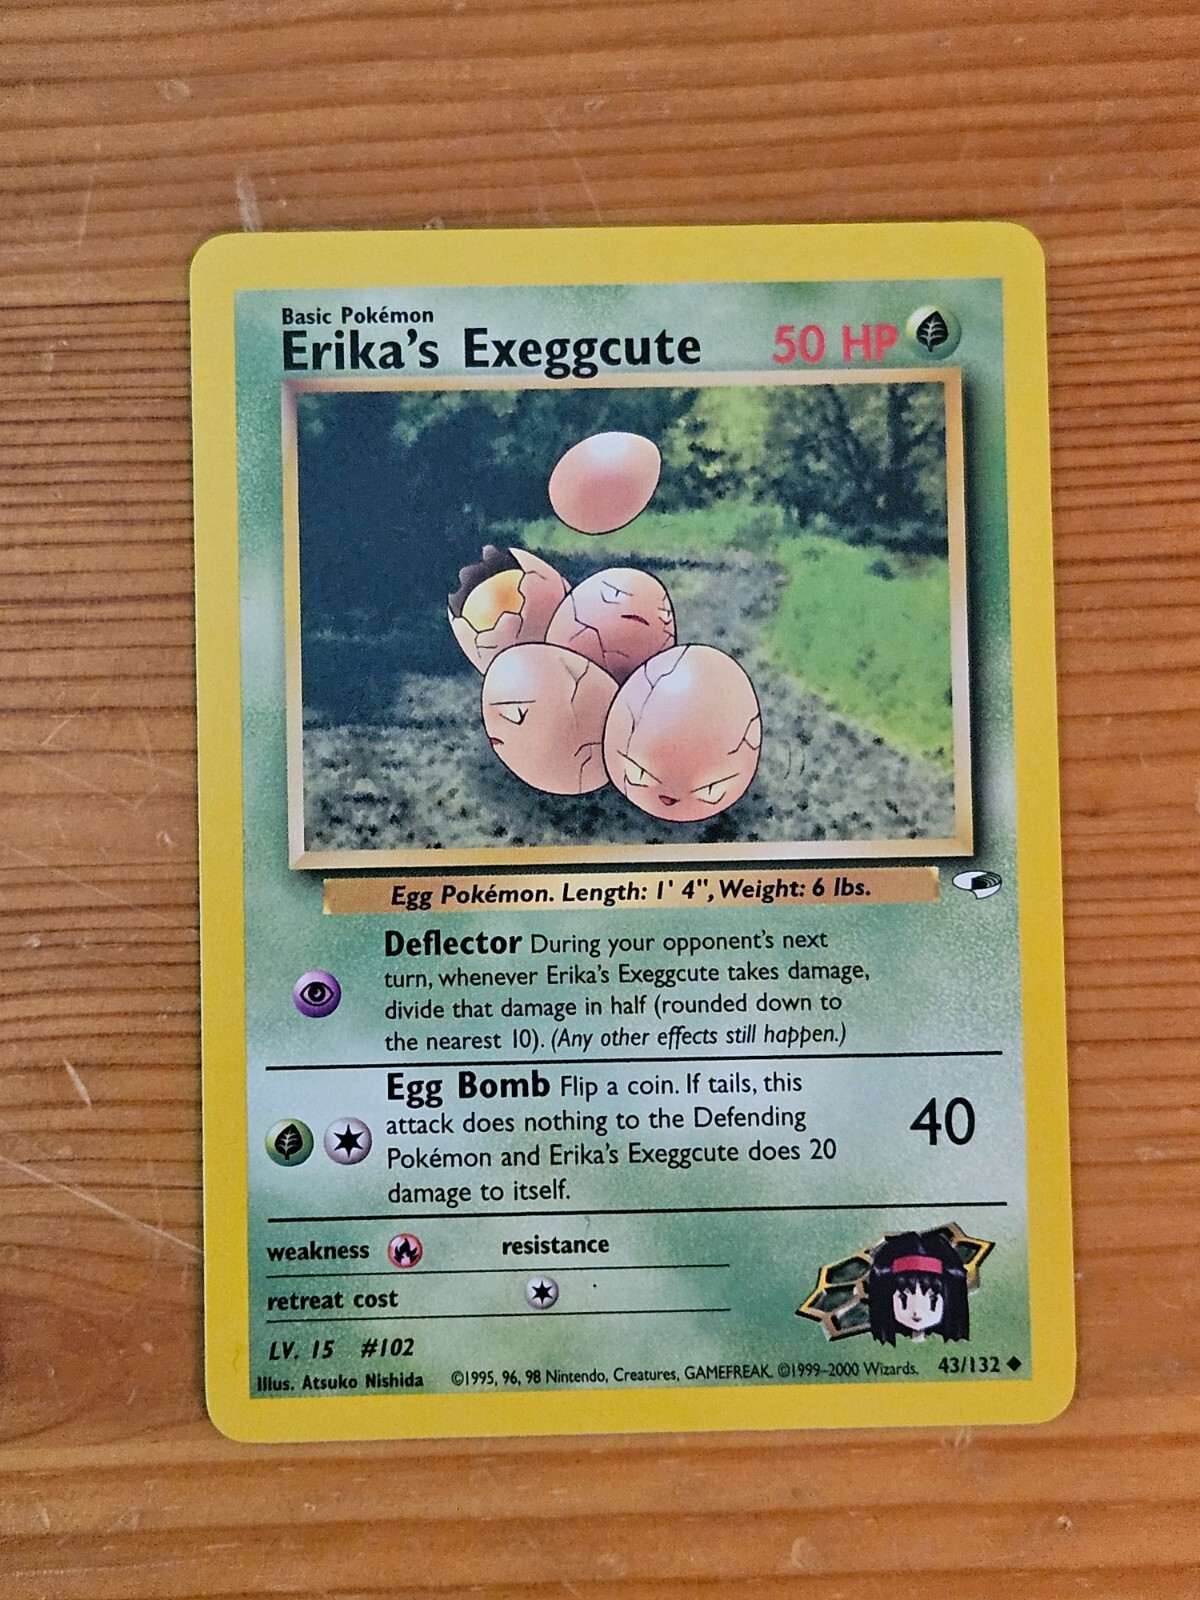 Basic Pokémon
Erika's Exeggcute 50 HP
Egg Pokémon. Length: 1' 4", Weight: 6 lbs.
Deflector During your opponent's next
turn, whenever Erika's Exeggcute takes damage,
divide that damage in half (rounded down to
the nearest 10). (Any other effects still happen.)
Egg Bomb Flip a coin. If tails, this
attack does nothing to the Defending
Pokémon and Erika's Exeggcute does 20
damage to itself.
40
weakness resistance
retreat cost
LV. 15 #102
Illus. Atsuko Nishida ©1995, 96, 98 Nintendo, Creatures, GAMEFREAK. ©1999-2000 Wizards. 43/132